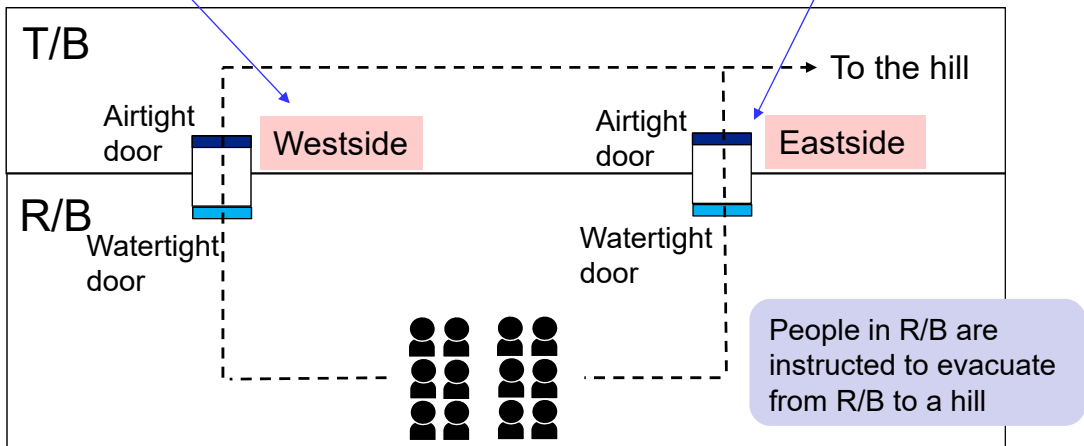 T/B
To the hill
Airtight
door
Westside
Airtight
door
Eastside
R/B
Watertight
door
Watertight
door
People in R/B are
instructed to evacuate
from R/B to a hill